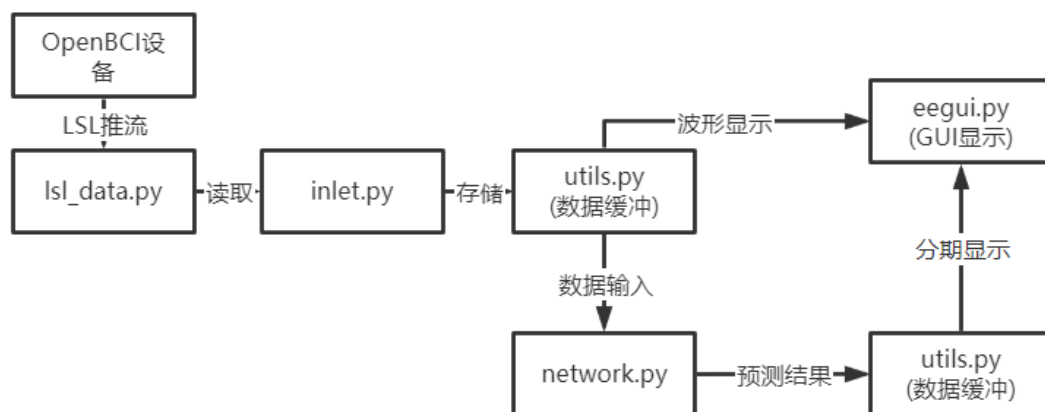 OpenBCI设
备
LSL推流
lsl_data.py
读取
inlet.py
存储
utils.py
(数据缓冲)
波形显示
eegui.py
(GUI显示)
数据输入
分期显示
network.py
预测结果
utils.py
(数据缓冲)